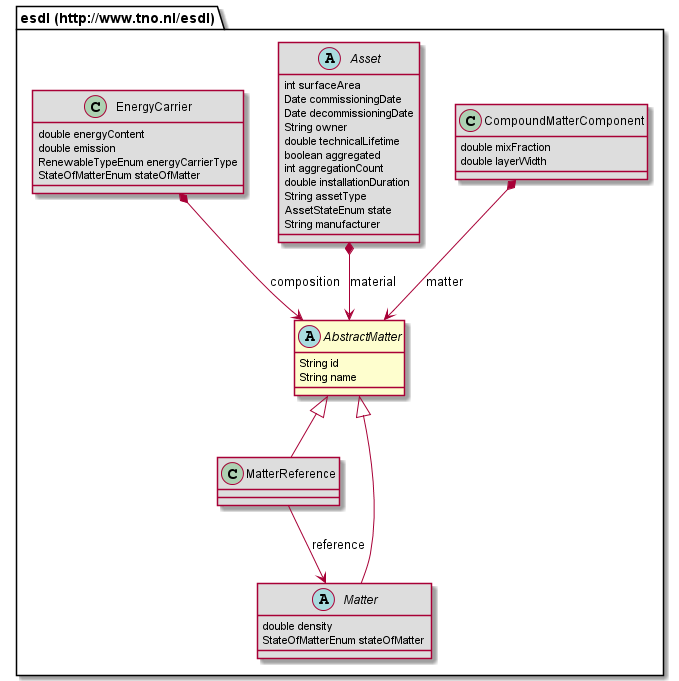 esdl (http://www.tno.nl/esdl)
A Asset
int surfaceArea
Date commissioningDate
Date decommissioningDate
String owner
double technicalLifetime
boolean aggregated
int aggregationCount
double installationDuration
String assetType
AssetStateEnum state
String manufacturer
C EnergyCarrier
double energyContent
double emission
RenewableTypeEnum energyCarrierType
StateOfMatterEnum stateOfMatter
C CompoundMatterComponent
double mixFraction
double layerWidth
composition
material
matter
A AbstractMatter
String id
String name
C MatterReference
reference
A Matter
double density
StateOfMatterEnum stateOfMatter